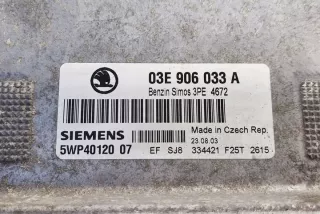 03E 906 033 A
Benzin Simos 3PE 4672
SIEMENS
Made in Czech Rep.
23.08.03
5WP40120 07 EF SJ8 334421 F25T 2615